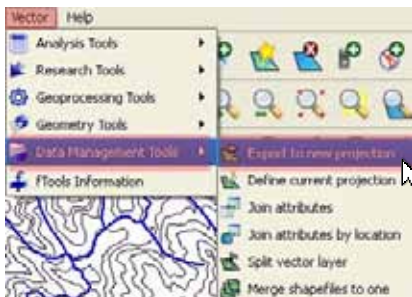 Vector Help
Analysis Tools
Research Tools
Geoprocessing Tools
Geometry Tools
Data Management Tools
fTools Information
Export to new projection
Define current projection
Join attributes
Join attributes by location
Split vector layer
Merge shapefiles to one